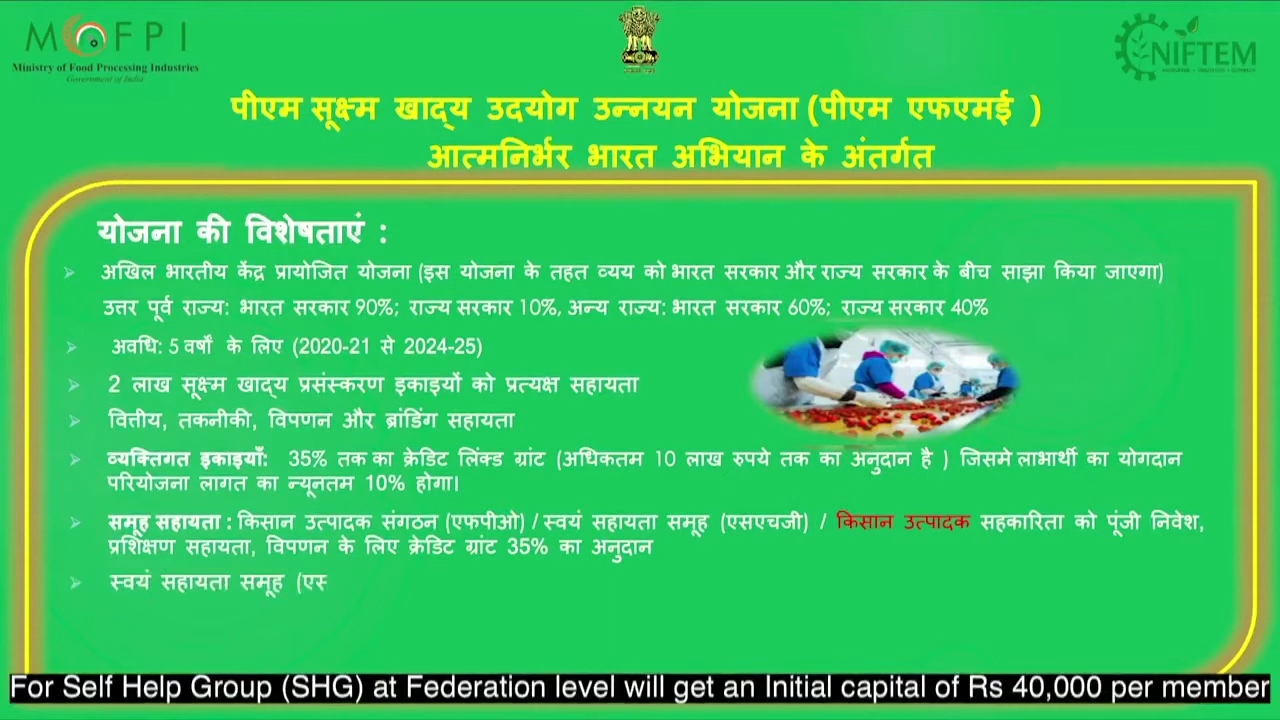 MOFPI
Ministry of Food Processing Industries
Government of India
NIFTEM
पीएम सूक्ष्म खाद्य उदयोग उन्नयन योजना (पीएम एफएमई )
आत्मनिर्भर भारत अभियान के अंतर्गत
योजना की विशेषताएं :
अखिल भारतीय केंद्र प्रायोजित योजना (इस योजना के तहत व्यय को भारत सरकार और राज्य सरकार के बीच साझा किया जाएगा)
उत्तर पूर्व राज्य: भारत सरकार 90%; राज्य सरकार 10%, अन्य राज्य: भारत सरकार 60%; राज्य सरकार 40%
अवधि: 5 वर्षों के लिए (2020-21 से 2024-25)
2 लाख सूक्ष्म खाद्य प्रसंस्करण इकाइयों को प्रत्यक्ष सहायता
वित्तीय, तकनीकी, विपणन और ब्रांडिंग सहायता
व्यक्तिगत इकाइयाँ: 35% तक का क्रेडिट लिंक्ड ग्रांट (अधिकतम 10 लाख रुपये तक का अनुदान है ) जिसमे लाभार्थी का योगदान
परियोजना लागत का न्यूनतम 10% होगा।
समूह सहायता : किसान उत्पादक संगठन (एफपीओ) / स्वयं सहायता समूह (एसएचजी) / किसान उत्पादक सहकारिता को पूंजी निवेश,
प्रशिक्षण सहायता, विपणन के लिए क्रेडिट ग्रांट 35% का अनुदान
स्वयं सहायता समूह (एस
For Self Help Group (SHG) at Federation level will get an Initial capital of Rs 40,000 per member